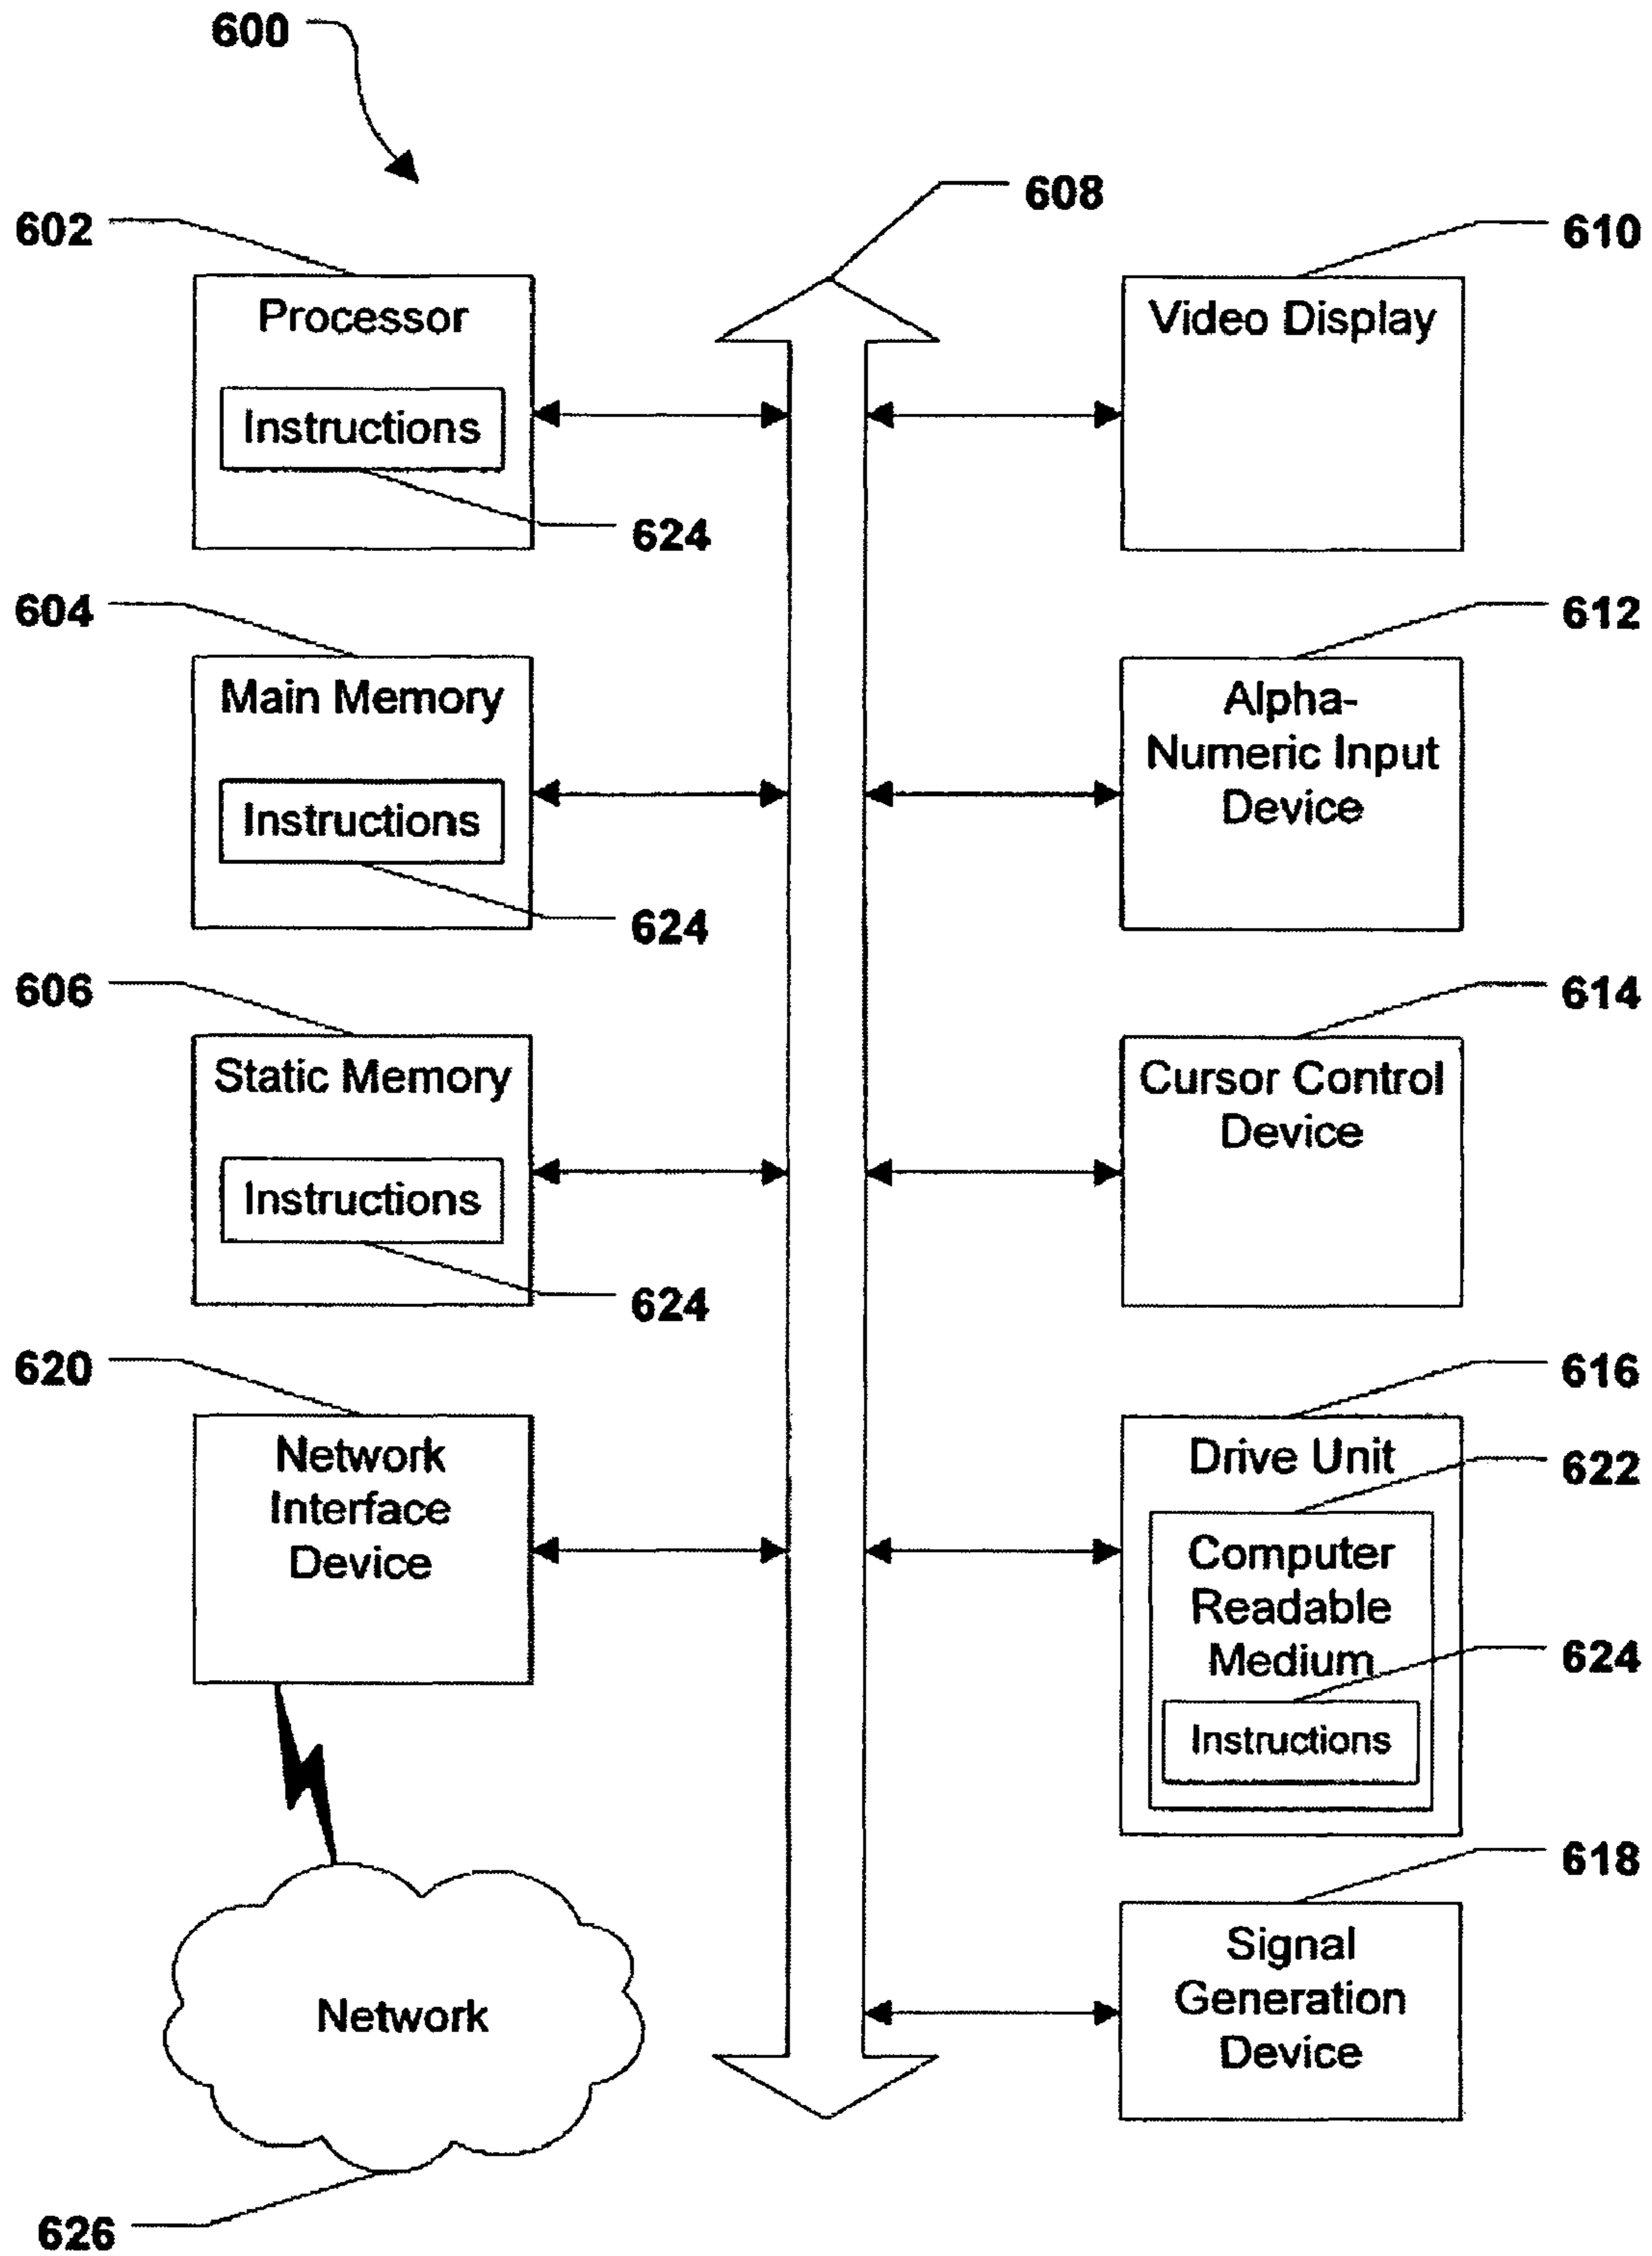 600
608
602
610
Processor
Instructions
624
Video Display
604
612
Main Memory
Instructions
624
Alpha-
Numeric Input
Device
606
614
Static Memory
Instructions
624
Cursor Control
Device
620
616
Network
Interface
Device
Drive Unit
622
Computer
Readable
Medium
624
Instructions
618
Signal
Generation
Device
Network
626